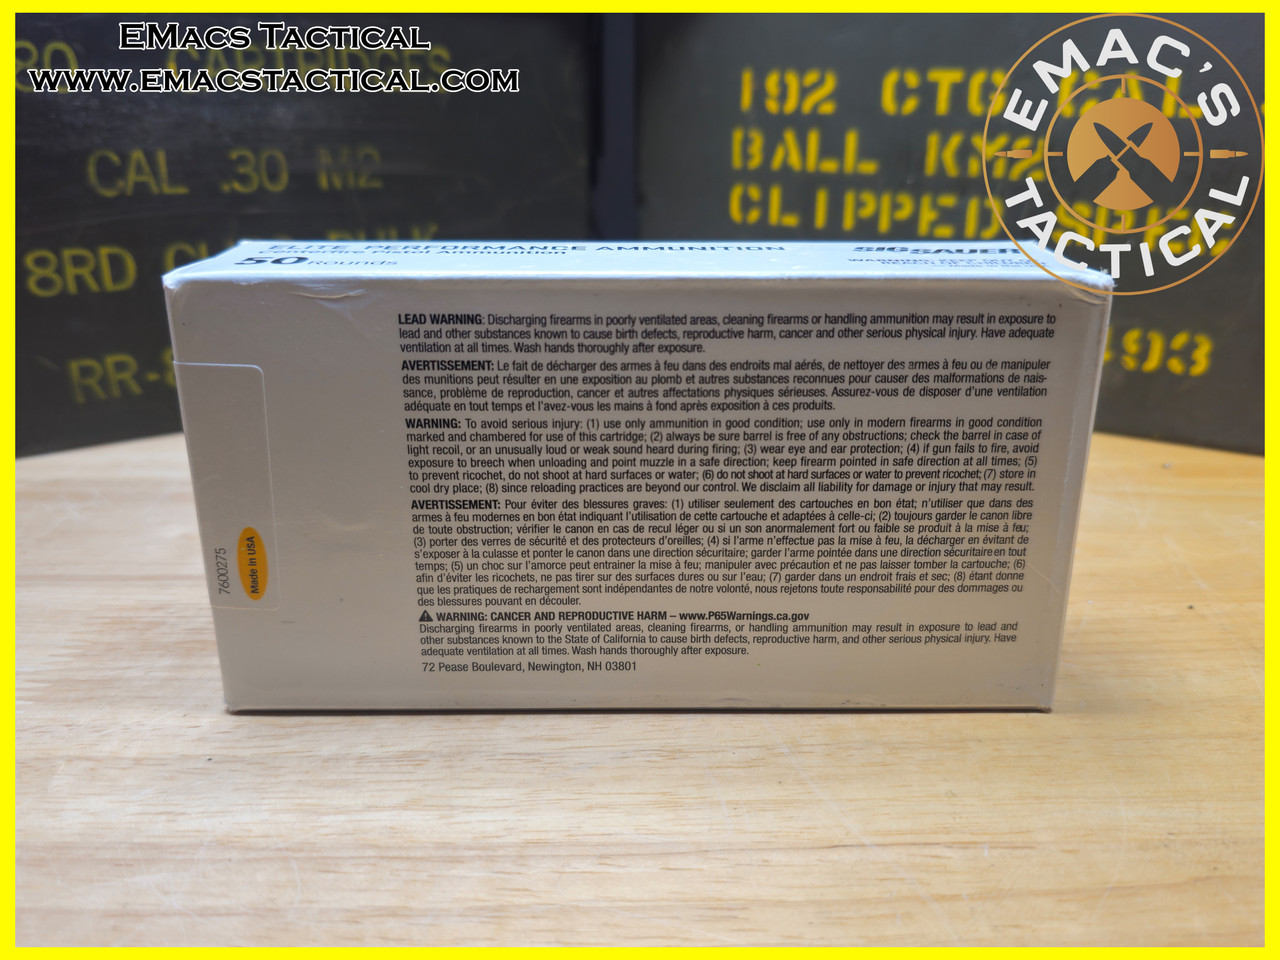 EMacs Tactical
www.emacstactical.com
EMAC'S
TACTICAL
CARTRIDGES
CAL .30 M2
8RD
RR-8
192 CTG CAL
BALL
CLIPPED
ELITE PERFORMANCE AMMUNITION
Centerfire Pistol Ammunition
50 Rounds
SIG SAUER
LEAD WARNING: Discharging firearms in poorly ventilated areas, cleaning firearms or handling ammunition may result in exposure to
lead and other substances known to cause birth defects, reproductive harm, cancer and other serious physical injury. Have adequate
ventilation at all times. Wash hands thoroughly after exposure.
AVERTISSEMENT: Le fait de décharger des armes à feu dans des endroits mal aérés, de nettoyer des armes à feu ou de manipuler
des munitions peut résulter en une exposition au plomb et autres substances reconnues pour causer des malformations de nais-
sance, problème de reproduction, cancer et autres affectations physiques sérieuses. Assurez-vous de disposer d'une ventilation
adéquate en tout temps et l'avez-vous les mains à fond après exposition à ces produits.
WARNING: To avoid serious injury: (1) use only ammunition in good condition; use only in modern firearms in good condition
marked and chambered for use of this cartridge; (2) always be sure barrel is free of any obstructions; check the barrel in case of
light recoil, or an unusually loud or weak sound heard during firing; (3) wear eye and ear protection; (4) if gun fails to fire, avoid
exposure to breech when unloading and point muzzle in a safe direction; keep firearm pointed in safe direction at all times; (5)
to prevent ricochet, do not shoot at hard surfaces or water; (6) do not shoot at hard surfaces or water to prevent ricochet; (7) store in
cool dry place; (8) since reloading practices are beyond our control. We disclaim all liability for damage or injury that may result.
AVERTISSEMENT: Pour éviter des blessures graves: (1) utiliser seulement des cartouches en bon état; n'utiliser que dans des
armes à feu modernes en bon état indiquant l'utilisation de cette cartouche et adaptées à celle-ci; (2) toujours garder le canon libre
de toute obstruction; vérifier le canon en cas de recul léger ou si un son anormalement fort ou faible se produit à la mise à feu;
(3) porter des verres de sécurité et des protecteurs d'oreilles; (4) si l'arme n'effectue pas la mise à feu, la décharger en évitant de
s'exposer à la culasse et ponter le canon dans une direction sécuritaire; garder l'arme pointée dans une direction sécuritaire en tout
temps; (5) un choc sur l'amorce peut entrainer la mise à feu; manipuler avec précaution et ne pas laisser tomber la cartouche; (6)
afin d'éviter les ricochets, ne pas tirer sur des surfaces dures ou sur l'eau; (7) garder dans un endroit frais et sec; (8) étant donne
que les pratiques de rechargement sont indépendantes de notre volonté, nous rejetons toute responsabilité pour des dommages ou
des blessures pouvant en découler.
WARNING: CANCER AND REPRODUCTIVE HARM – www.P65Warnings.ca.gov
Discharging firearms in poorly ventilated areas, cleaning firearms, or handling ammunition may result in exposure to lead and
other substances known to the State of California to cause birth defects, reproductive harm, and other serious physical injury. Have
adequate ventilation at all times. Wash hands thoroughly after exposure.
72 Pease Boulevard, Newington, NH 03801
7600275
Made in USA